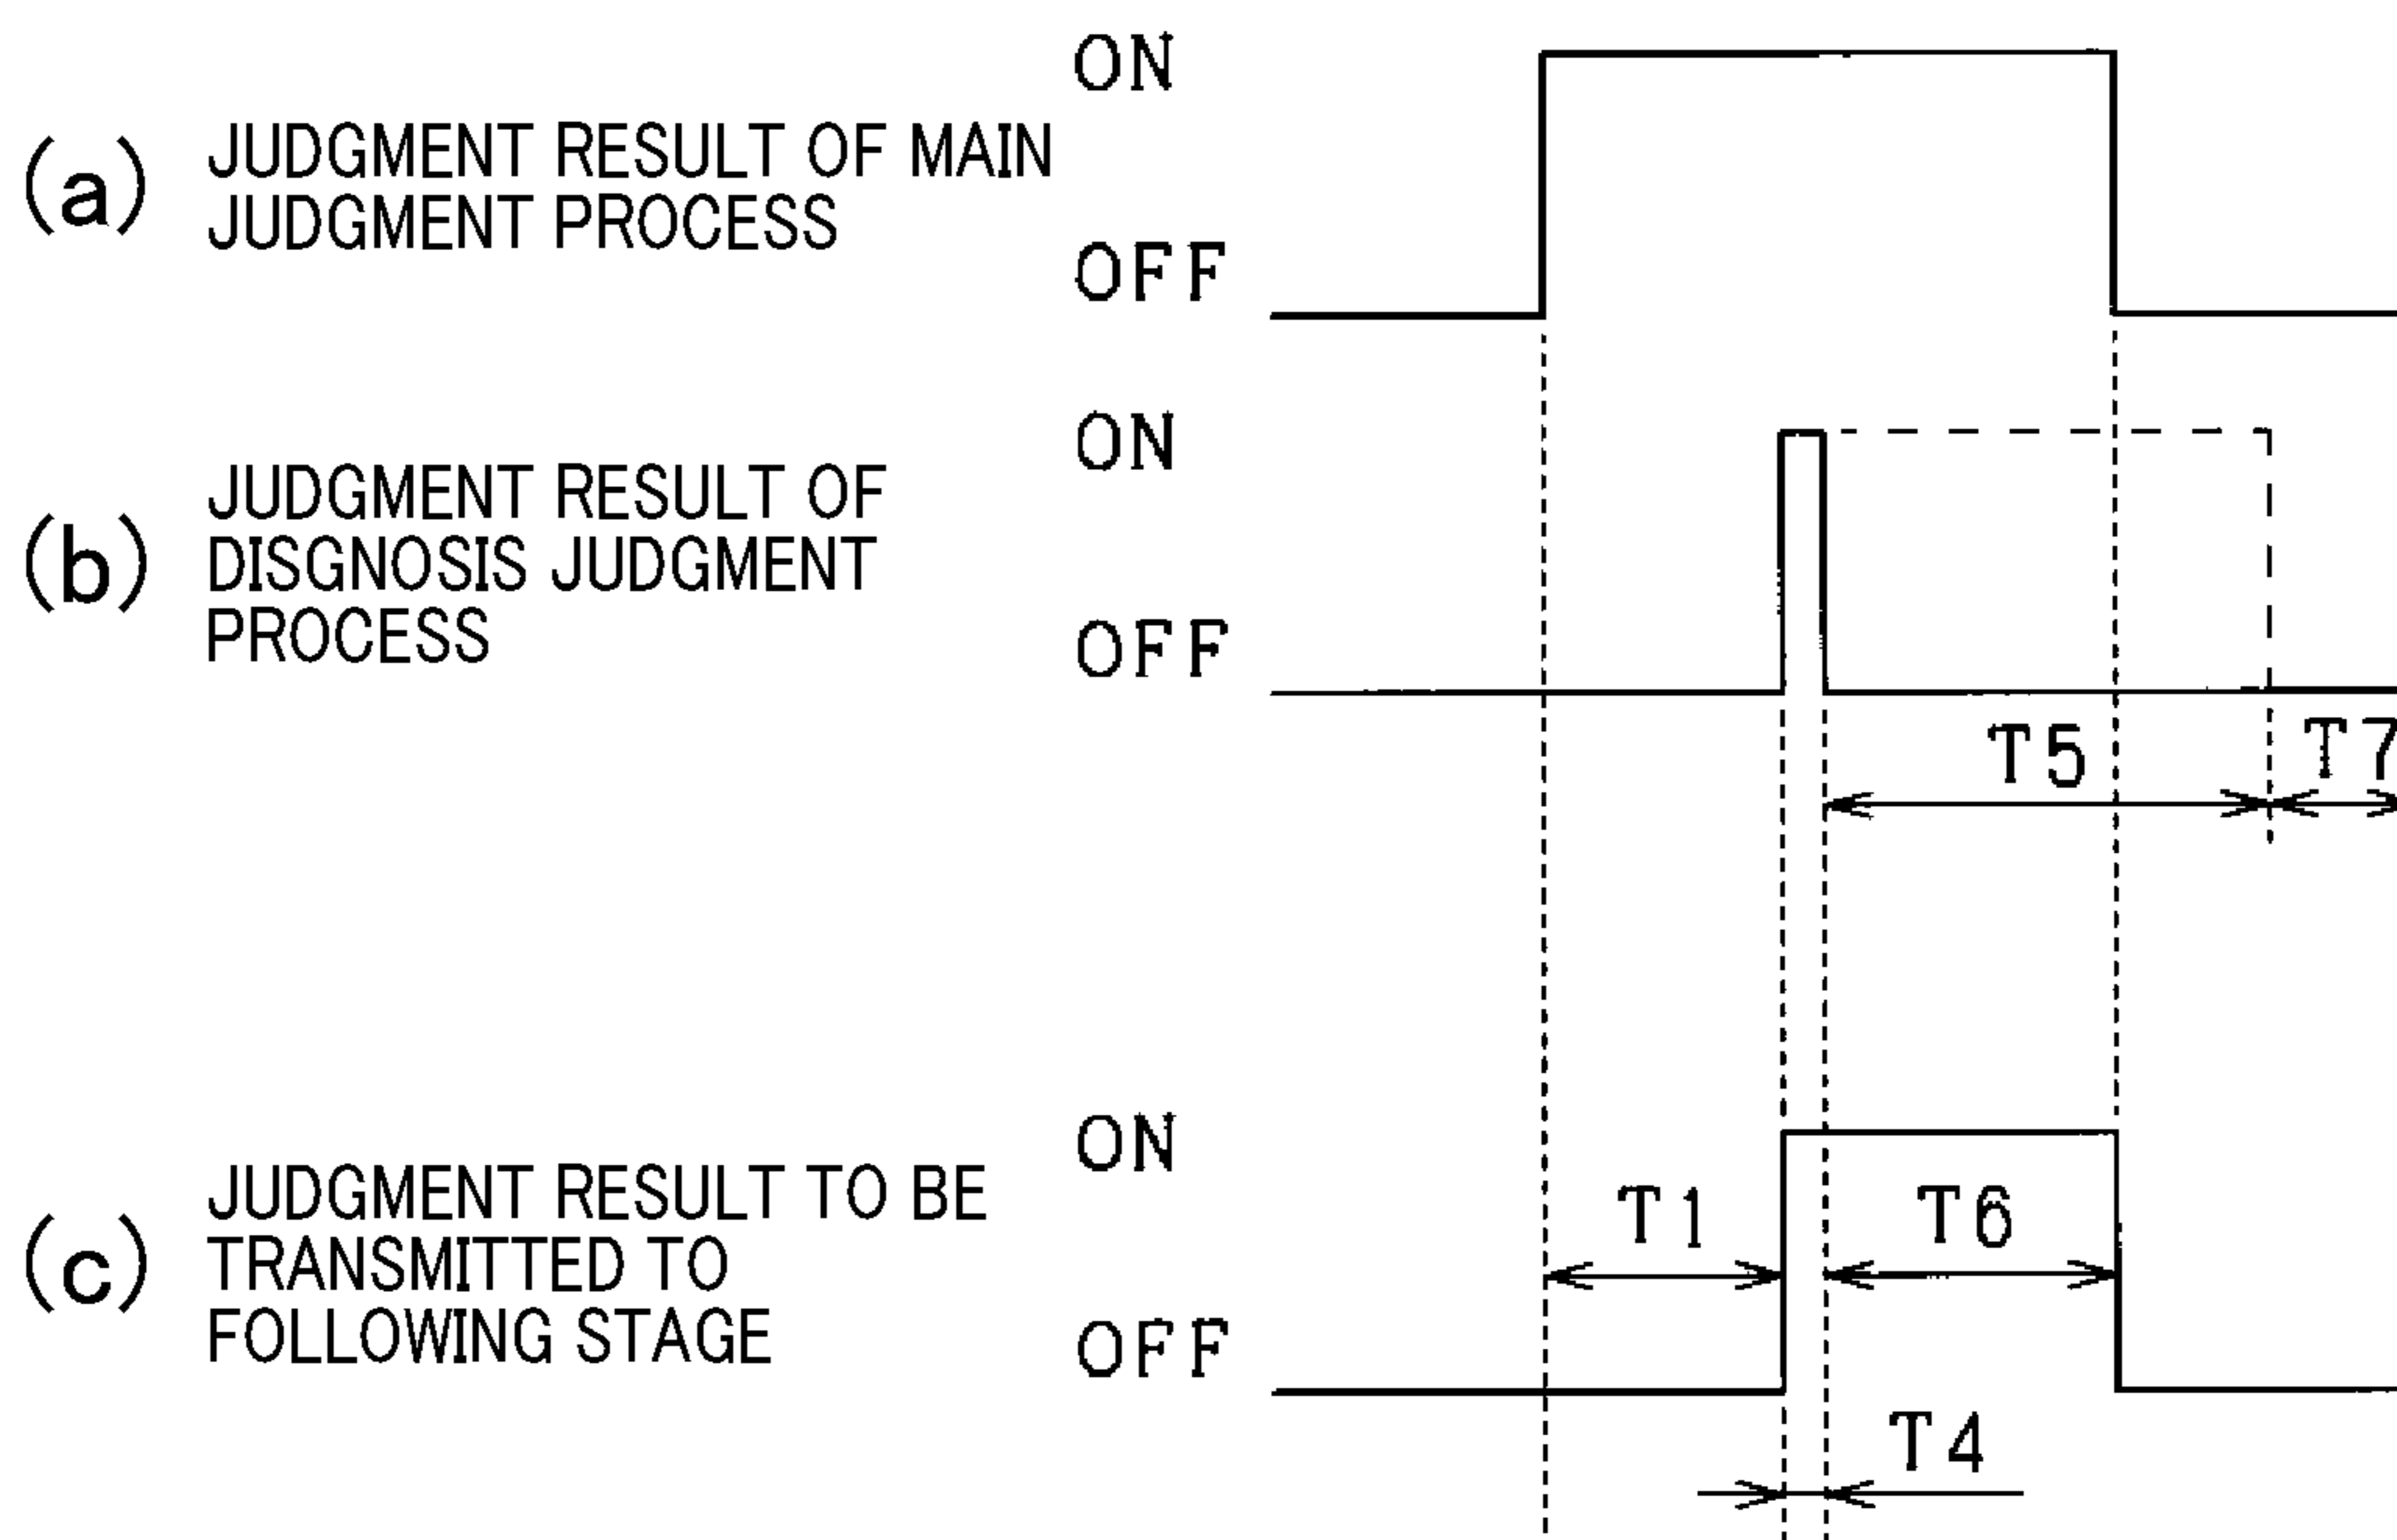 ON
(a) JUDGMENT RESULT OF MAIN
JUDGMENT PROCESS
OFF
ON
(b) JUDGMENT RESULT OF
DISGNOSIS JUDGMENT
PROCESS
OFF
T5 T7
ON
(c) JUDGMENT RESULT TO BE
TRANSMITTED TO
FOLLOWING STAGE
T1 T6
OFF
T4